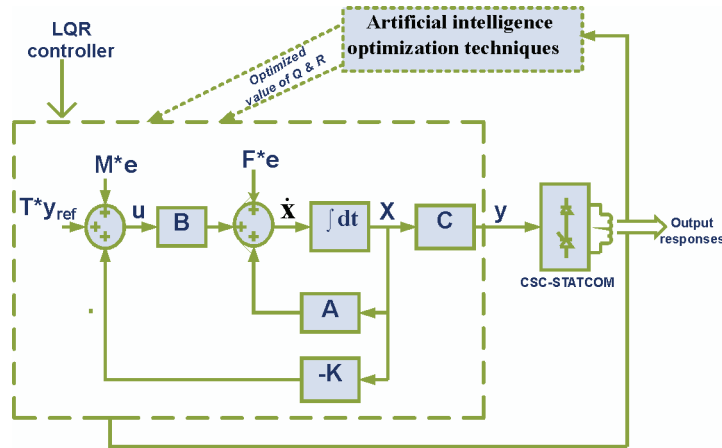 LQR
controller
Artificial intelligence
optimization techniques
Optimized
value of Q & R
M*e
F*e
T*yref
u
B
ẋ
∫dt
X
C
y
Output
responses
CSC-STATCOM
A
-K